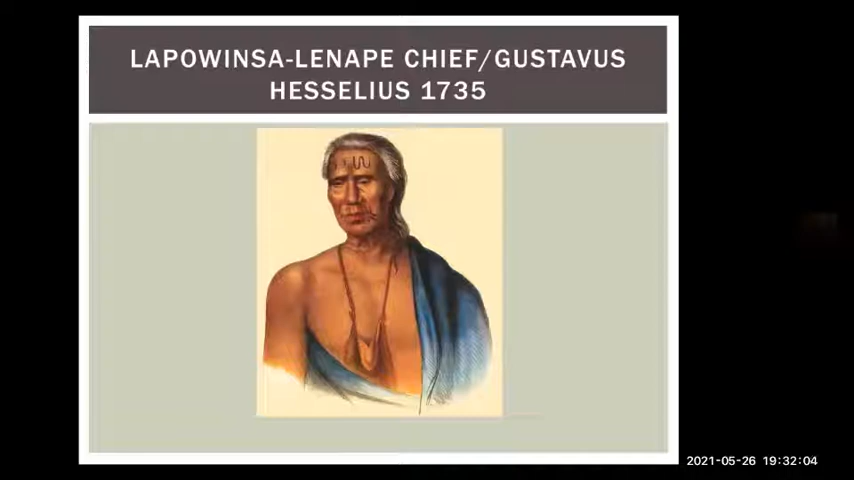 LAPOWINSA-LENAPE CHIEF/GUSTAVUS
HESSELIUS 1735
2021-05-26 19:32:04